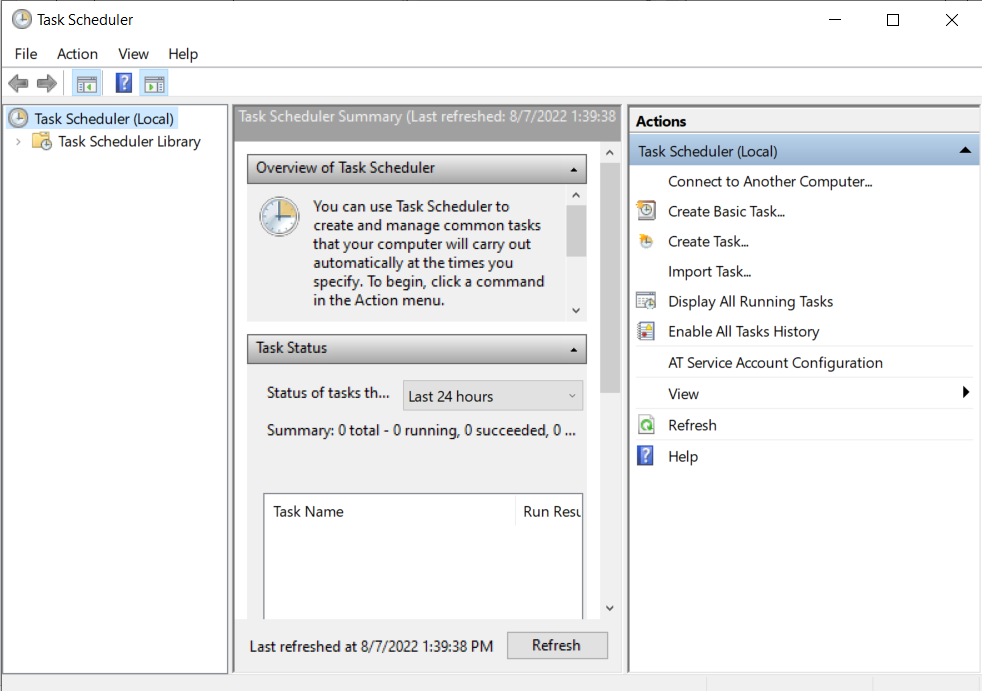 Task Scheduler
File Action View Help
Task Scheduler (Local)
Task Scheduler Library
Task Scheduler Summary (Last refreshed: 8/7/2022 1:39:38
Overview of Task Scheduler
You can use Task Scheduler to
create and manage common tasks
that your computer will carry out
automatically at the times you
specify. To begin, click a command
in the Action menu.
Task Status
Status of tasks th... Last 24 hours
Summary: 0 total - 0 running, 0 succeeded, 0 ...
Task Name Run Resu
Last refreshed at 8/7/2022 1:39:38 PM Refresh
Actions
Task Scheduler (Local)
Connect to Another Computer...
Create Basic Task...
Create Task...
Import Task...
Display All Running Tasks
Enable All Tasks History
AT Service Account Configuration
View
Refresh
Help